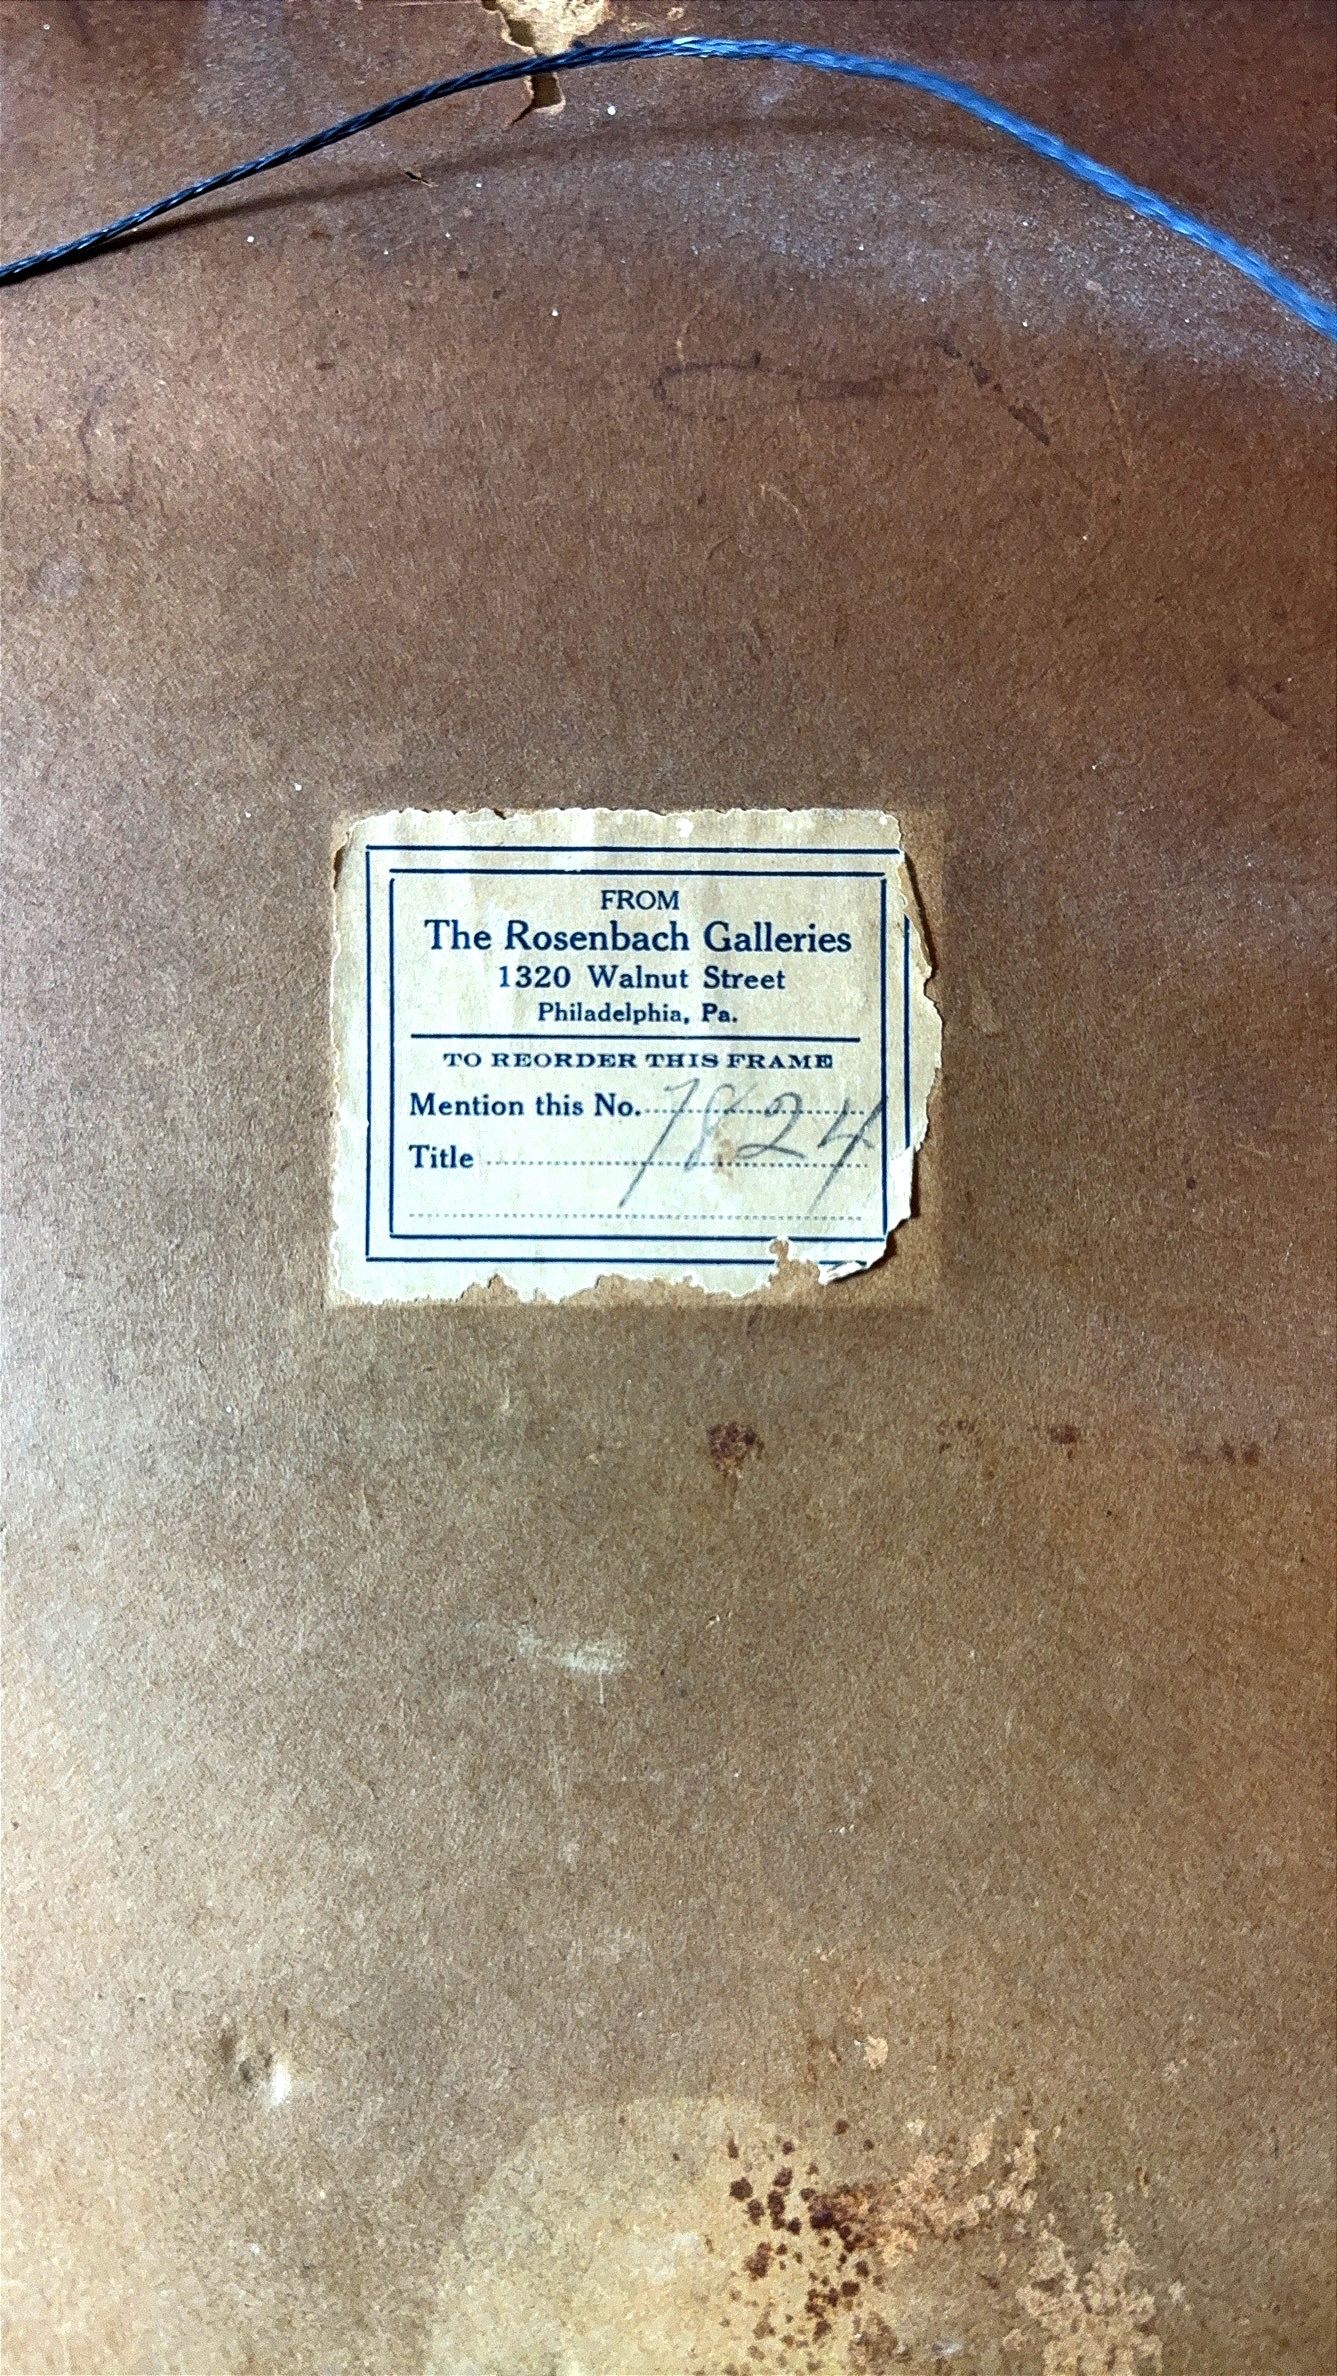 FROM
The Rosenbach Galleries
1320 Walnut Street
Philadelphia, Pa.
TO REORDER THIS FRAME
Mention this No. 7824
Title